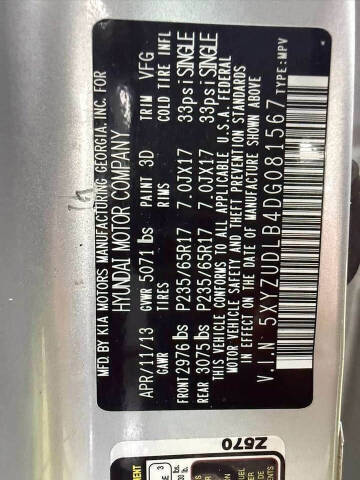 MFD.BY KIA MOTORS MANUFACTURING GEORGIA, INC. FOR
HYUNDAI MOTOR COMPANY
APR/11/13 GVWR 5071 lbs PAINT 3D TRIM VFG
GAWR TIRES RIMS COLD TIRE INFL
FRONT 2976 lbs P235/65R17 7.0JX17 33psi SINGLE
REAR 3075 lbs P235/65R17 7.0JX17 33psi SINGLE
THIS VEHICLE CONFORMS TO ALL APPLICABLE U.S.A FEDERAL
MOTOR VEHICLE SAFETY AND THEFT PREVENTION STANDARDS
IN EFFECT ON THE DATE OF MANUFACTURE SHOWN ABOVE
V.I.N: 5XYZUDLB4DG081567 TYPE:MPV
Z670